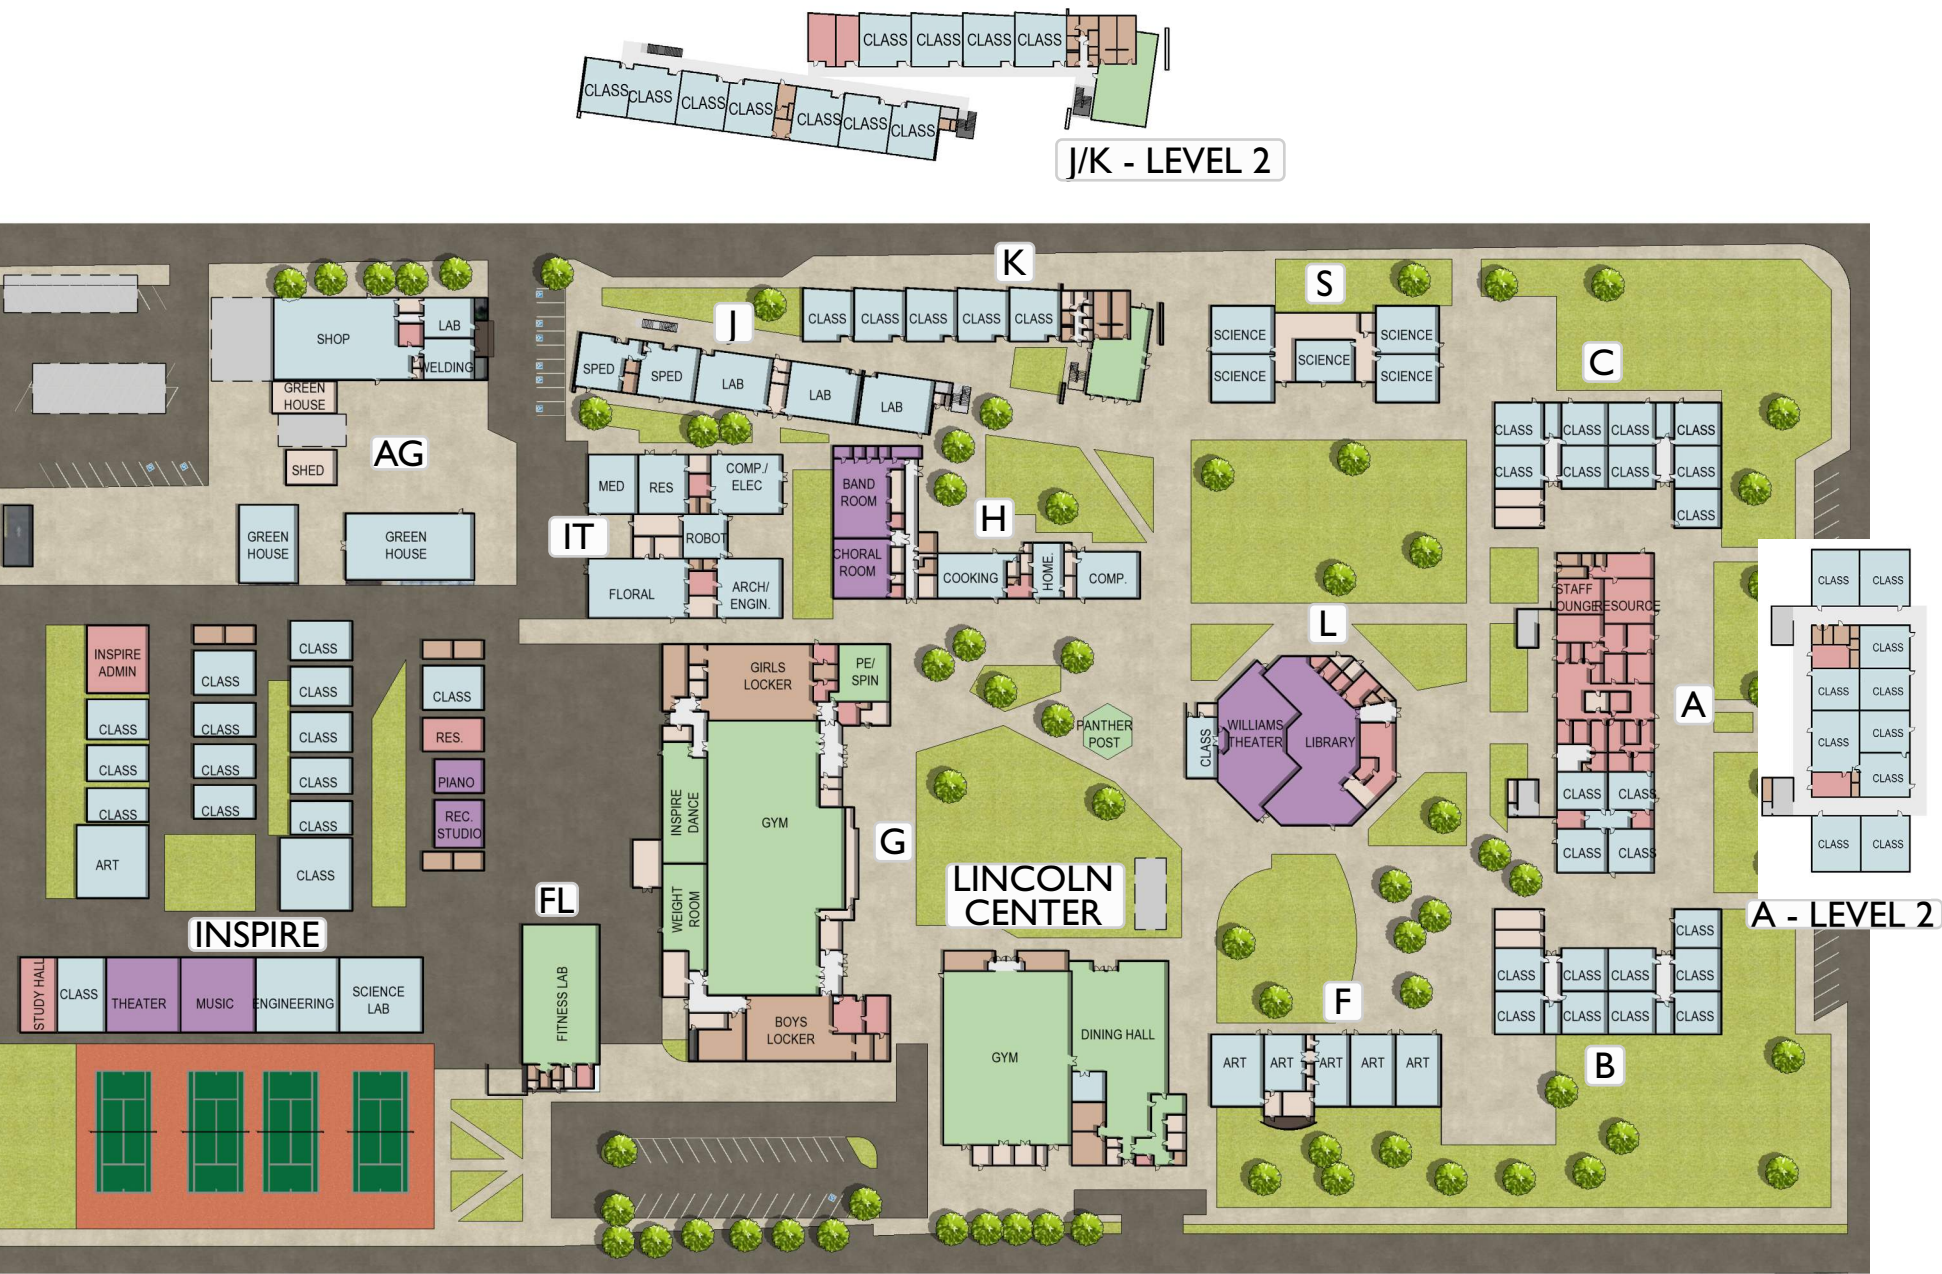 CLASS CLASS CLASS CLASS
CLASS CLASS CLASS CLASS CLASS CLASS CLASS
J/K - LEVEL 2
K
S
J
C
AG
SHOP
LAB
WELDING
GREEN
HOUSE
SHED
GREEN
HOUSE
GREEN
HOUSE
CLASS CLASS CLASS CLASS CLASS
SPED SPED LAB LAB LAB
SCIENCE SCIENCE
SCIENCE
SCIENCE SCIENCE
CLASS CLASS CLASS CLASS
CLASS CLASS CLASS CLASS
CLASS
IT
MED RES
COMP./
ELEC
ROBOT
FLORAL
ARCH/
ENGIN.
H
BAND
ROOM
CHORAL
ROOM
COOKING
HOME.
COMP.
L
WILLIAMS
THEATER
LIBRARY
CLASS
PANTHER
POST
A
STAFF
LOUNGE
RESOURCE
CLASS CLASS
CLASS CLASS
CLASS CLASS
CLASS
CLASS CLASS
CLASS CLASS
CLASS
CLASS CLASS
A - LEVEL 2
INSPIRE
ADMIN
CLASS
CLASS
CLASS
ART
CLASS
CLASS
CLASS
CLASS
CLASS
CLASS
CLASS
CLASS
CLASS
CLASS
CLASS
RES.
PIANO
REC.
STUDIO
INSPIRE
STUDY HALL
CLASS
THEATER
MUSIC
ENGINEERING
SCIENCE
LAB
FL
FITNESS LAB
G
GIRLS
LOCKER
PE/
SPIN
INSPIRE
DANCE
GYM
WEIGHT
ROOM
BOYS
LOCKER
LINCOLN
CENTER
GYM
DINING HALL
F
ART ART ART ART ART
B
CLASS
CLASS CLASS CLASS CLASS
CLASS CLASS CLASS CLASS